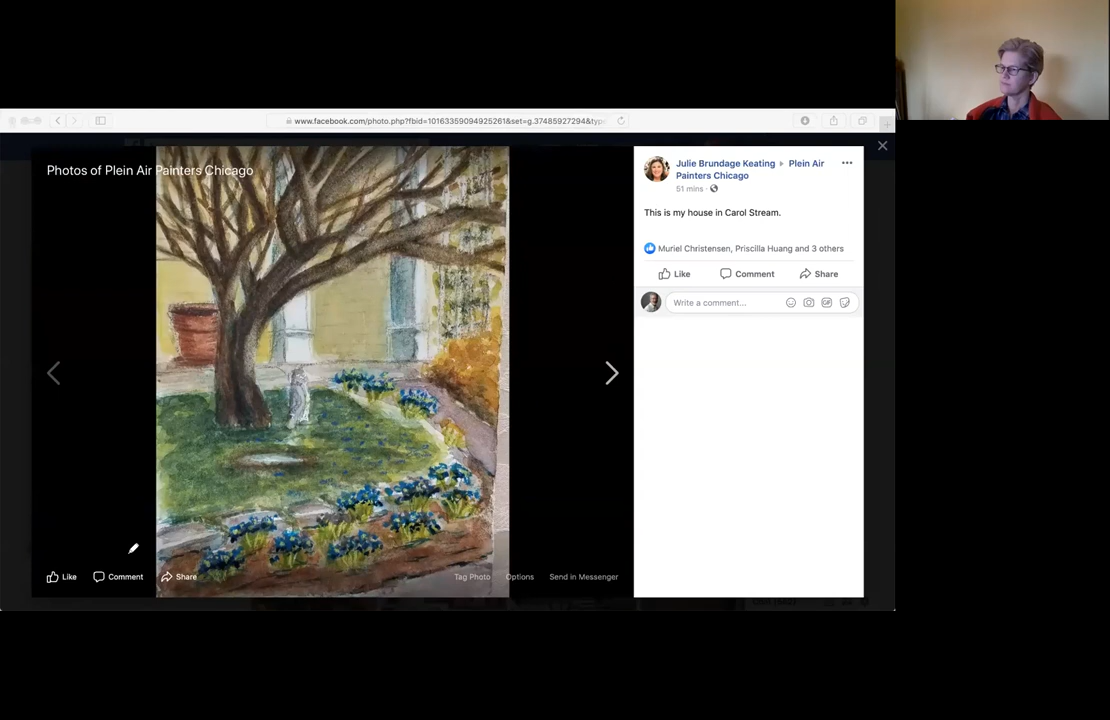 www.facebook.com/photo.php?fbid=10163359094925261&set=g.37485927294&type
Photos of Plein Air Painters Chicago
Julie Brundage Keating ▸ Plein Air
Painters Chicago
51 mins ·
This is my house in Carol Stream.
Muriel Christensen, Priscilla Huang and 3 others
Like Comment Share
Write a comment...
GIF
Like Comment Share
Tag Photo Options Send in Messenger